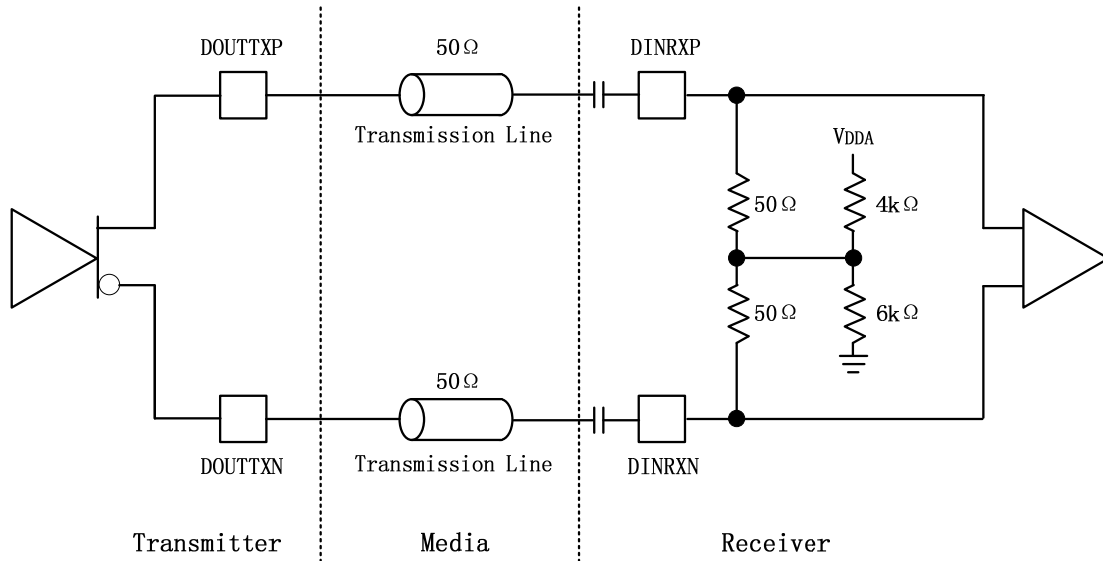 50Ω
DOUTTXP
DINRXP
Transmission Line
VDDA
50Ω
4kΩ
50Ω
6kΩ
50Ω
Transmission Line
DOUTTXN
DINRXN
Transmitter
Media
Receiver